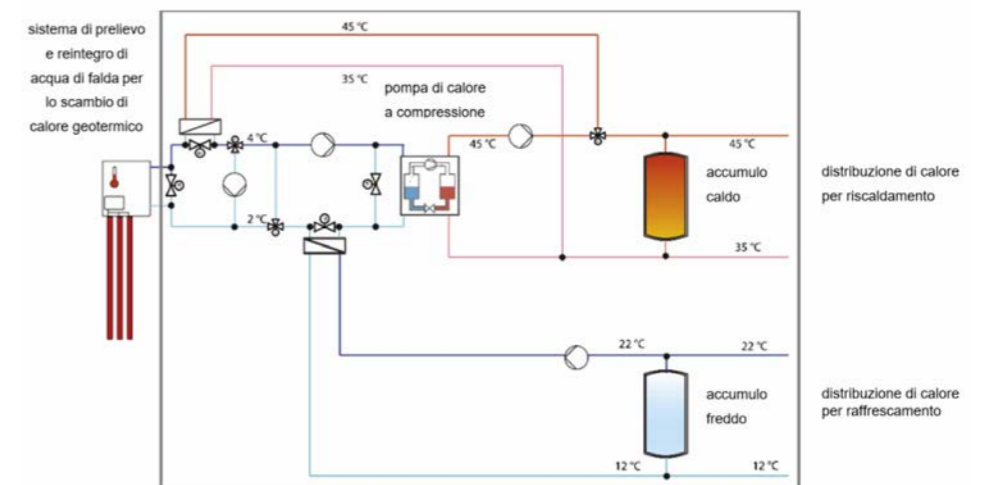 sistema di prelievo
e reintegro di
acqua di falda per
lo scambio di
calore geotermico
45 °C
35 °C
pompa di calore
a compressione
4 °C
45 °C
45 °C
accumulo
caldo
distribuzione di calore
per riscaldamento
2 °C
35 °C
22 °C
22 °C
accumulo
freddo
distribuzione di calore
per raffrescamento
12 °C
12 °C